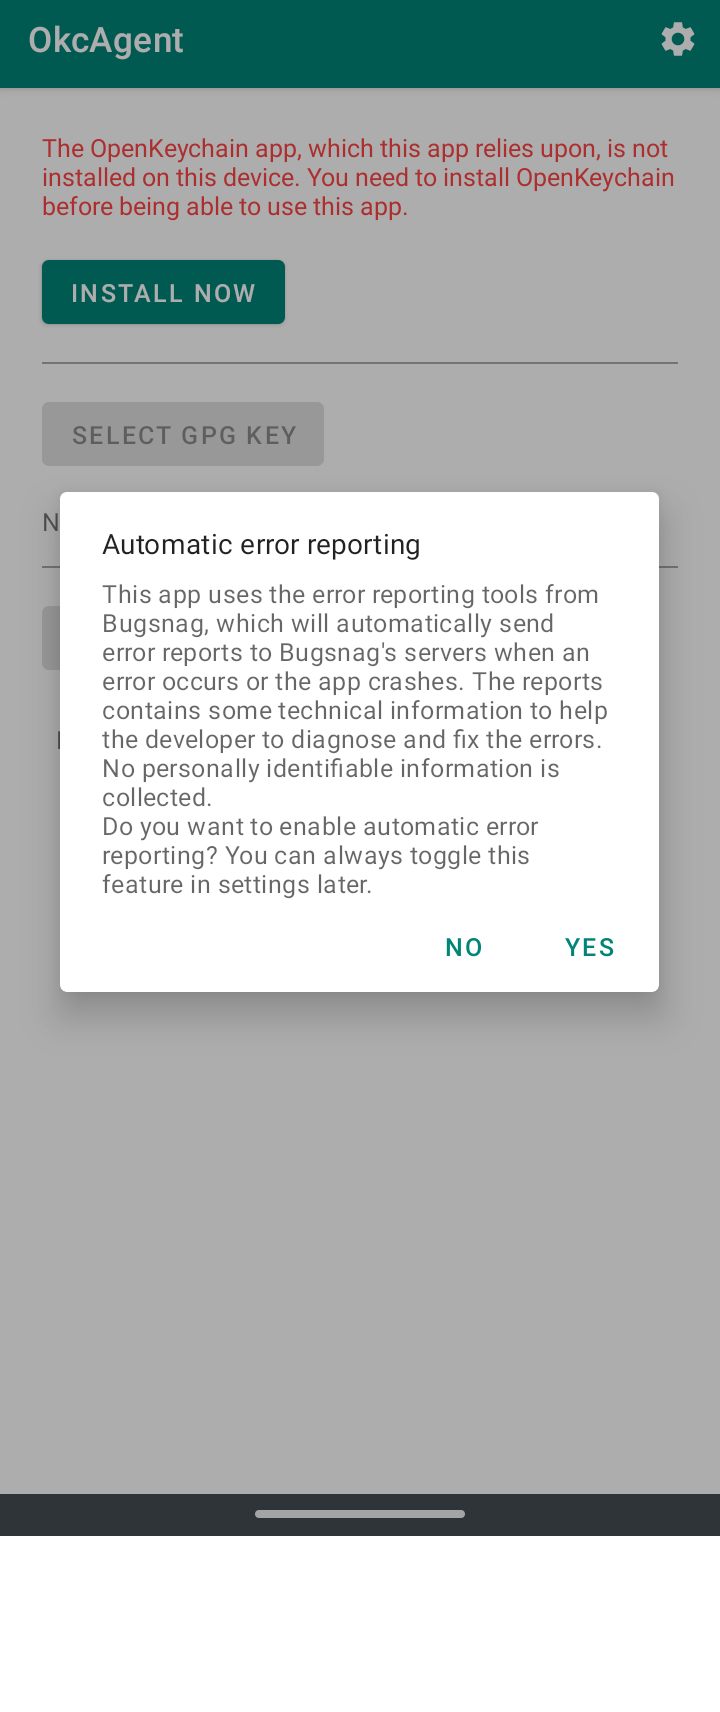 OkcAgent
The OpenKeychain app, which this app relies upon, is not
installed on this device. You need to install OpenKeychain
before being able to use this app.
INSTALL NOW
SELECT GPG KEY
Automatic error reporting
This app uses the error reporting tools from
Bugsnag, which will automatically send
error reports to Bugsnag's servers when an
error occurs or the app crashes. The reports
contains some technical information to help
the developer to diagnose and fix the errors.
No personally identifiable information is
collected.
Do you want to enable automatic error
reporting? You can always toggle this
feature in settings later.
NO
YES